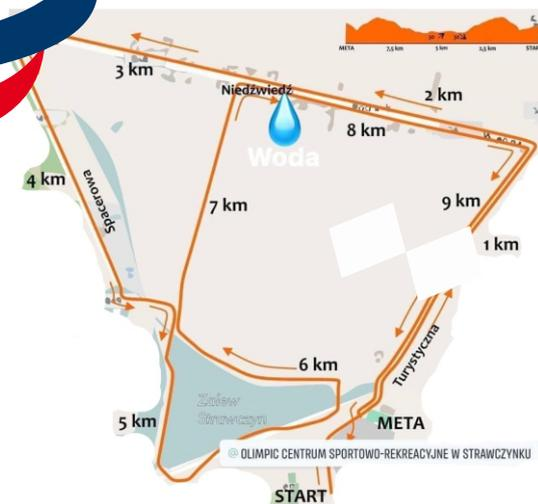 META 7,5 km 5 km 2,5 km START
3 km
Niedźwiedź
2 km
8 km
Woda
4 km
Spacerowa
7 km
9 km
1 km
6 km
Turystyczna
Zalew
Strawczyn
5 km
META
@ OLIMPIC CENTRUM SPORTOWO-REKREACYJNE W STRAWCZYNKU
START